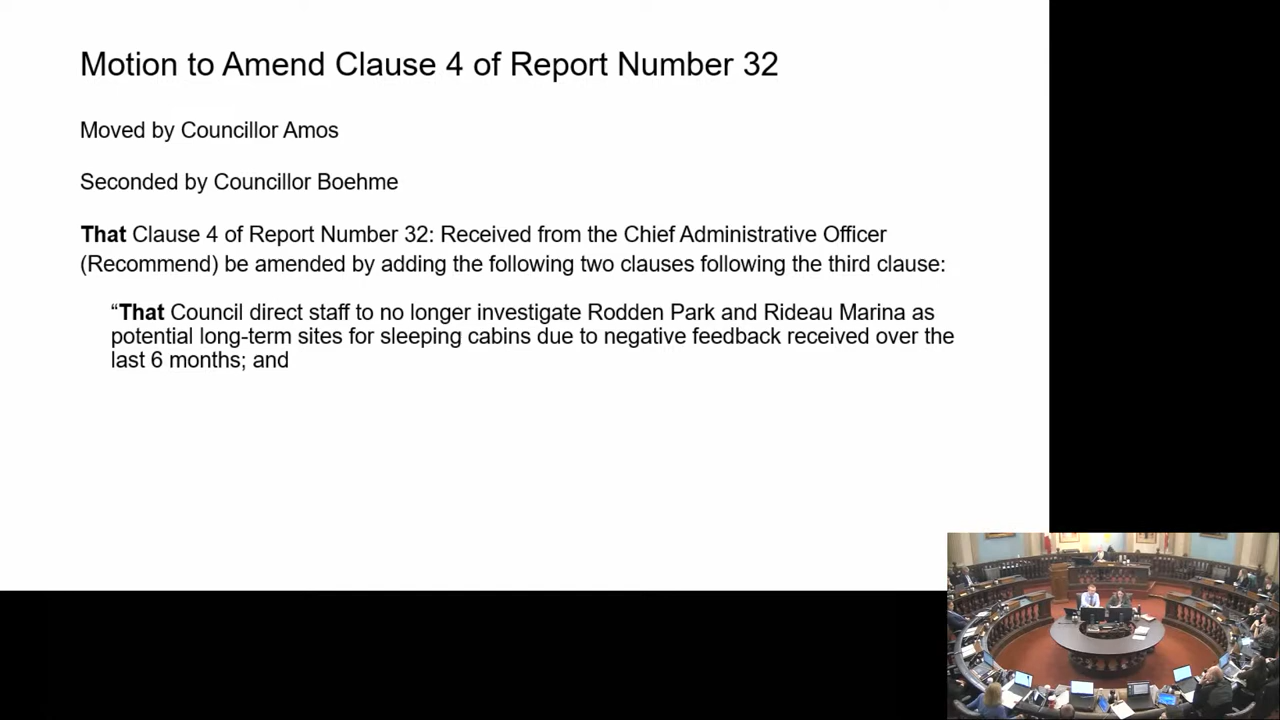 Motion to Amend Clause 4 of Report Number 32
Moved by Councillor Amos
Seconded by Councillor Boehme
That Clause 4 of Report Number 32: Received from the Chief Administrative Officer
(Recommend) be amended by adding the following two clauses following the third clause:
“That Council direct staff to no longer investigate Rodden Park and Rideau Marina as
potential long-term sites for sleeping cabins due to negative feedback received over the
last 6 months; and